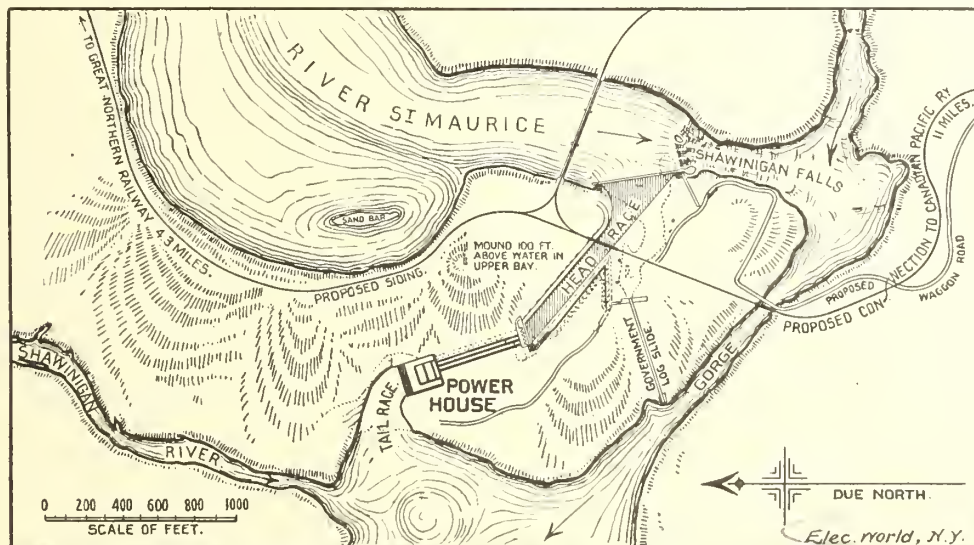 ← TO GREAT NORTHERN RAILWAY 4.3 MILES.
RIVER ST MAURICE
SHAWINIGAN FALLS
PROPOSED CONNECTION TO CANADIAN PACIFIC RY
11 MILES.
WAGGON ROAD
PROPOSED
SAND BAR
MOUND 100 FT.
ABOVE WATER IN
UPPER BAY.
PROPOSED SIDING.
HEAD RACE
GOVERNMENT
LOG SLIDE
GORGE
SHAWINIGAN
RIVER
TAIL RACE
POWER
HOUSE
DUE NORTH.
0 200 400 600 1000
SCALE OF FEET.
Elec. World, N.Y.